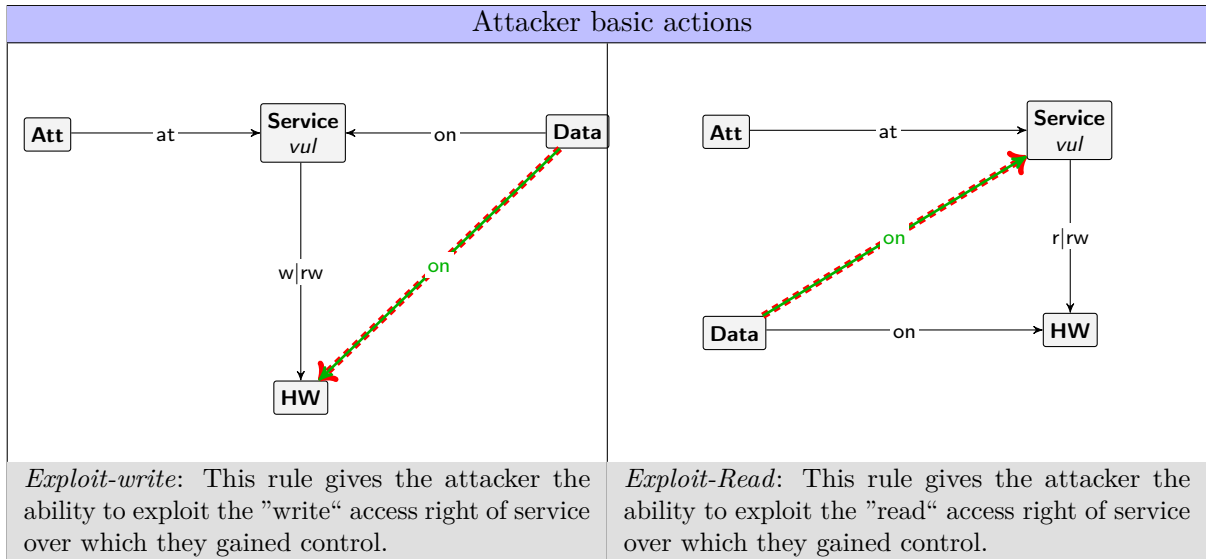 Attacker basic actions
Att
at
Service
vul
on
Data
w|rw
on
HW
Att
at
Service
vul
on
r|rw
Data
on
HW
Exploit-write: This rule gives the attacker the
ability to exploit the ”write“ access right of service
over which they gained control.
Exploit-Read: This rule gives the attacker the
ability to exploit the ”read“ access right of service
over which they gained control.